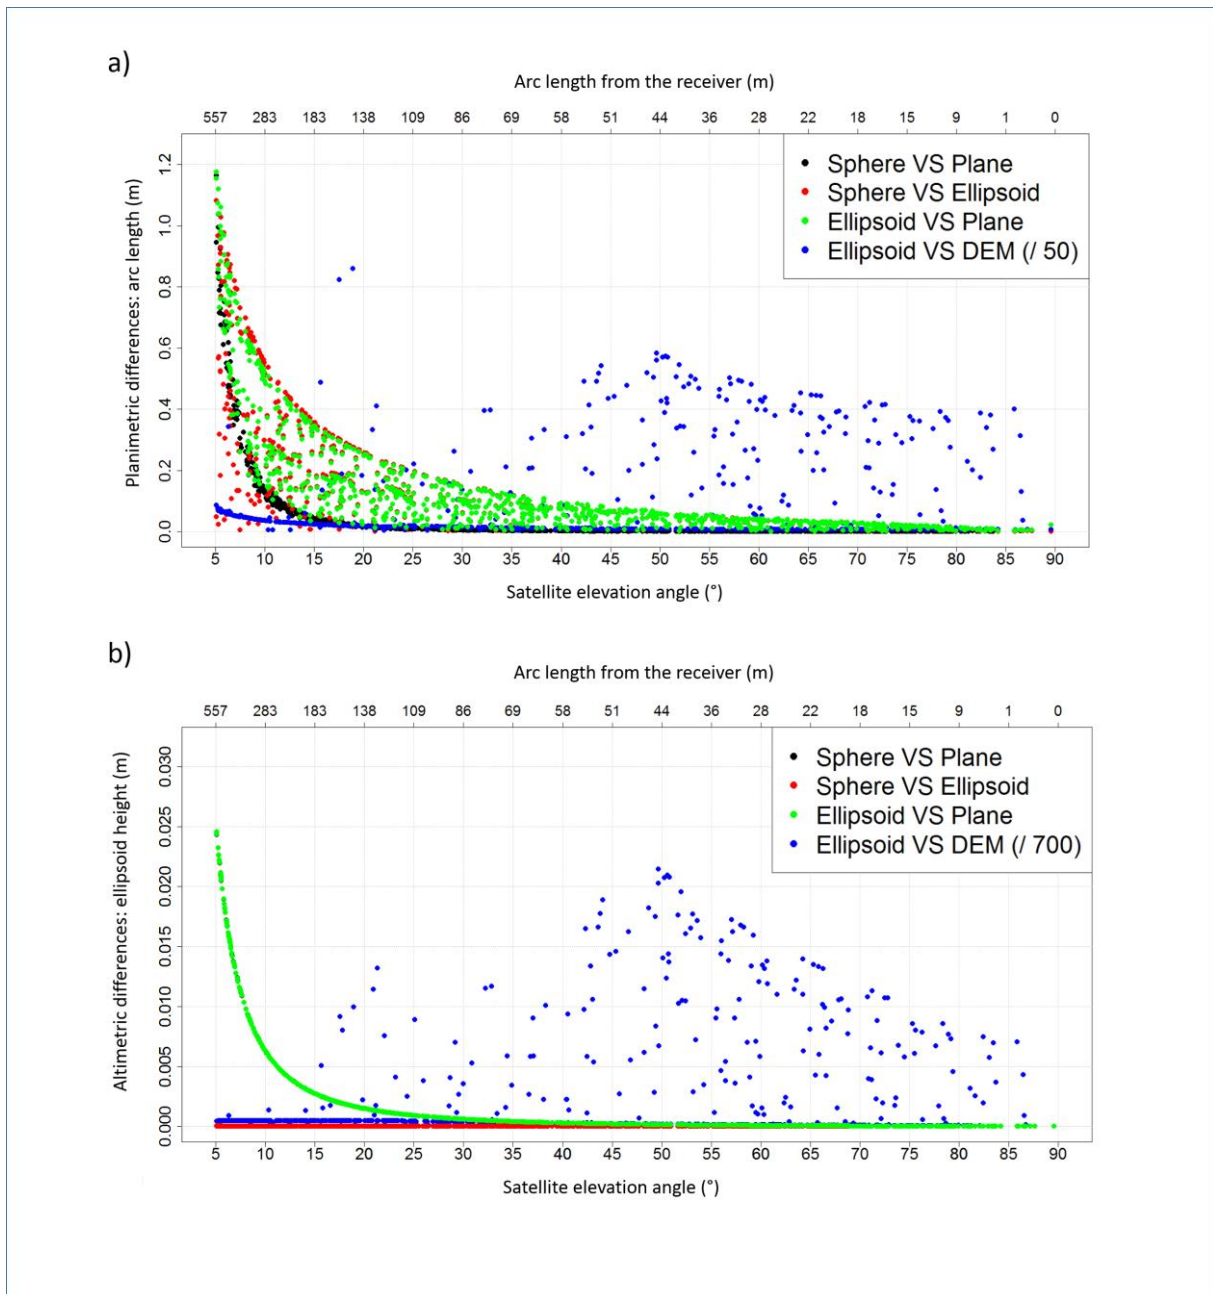 a)
Arc length from the receiver (m)
557 283 183 138 109 86 69 58 51 44 36 28 22 18 15 9 1 0
Planimetric differences: arc length (m)
1.2
1.0
0.8
0.6
0.4
0.2
0.0
Sphere VS Plane
Sphere VS Ellipsoid
Ellipsoid VS Plane
Ellipsoid VS DEM (/ 50)
5 10 15 20 25 30 35 40 45 50 55 60 65 70 75 80 85 90
Satellite elevation angle (°)
b)
Arc length from the receiver (m)
557 283 183 138 109 86 69 58 51 44 36 28 22 18 15 9 1 0
Altimetric differences: ellipsoid height (m)
0.030
0.025
0.020
0.015
0.010
0.005
0.000
Sphere VS Plane
Sphere VS Ellipsoid
Ellipsoid VS Plane
Ellipsoid VS DEM (/ 700)
5 10 15 20 25 30 35 40 45 50 55 60 65 70 75 80 85 90
Satellite elevation angle (°)